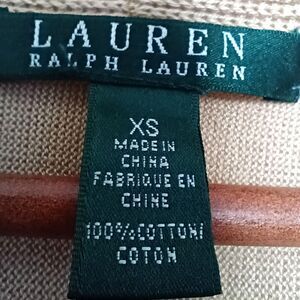 LAUREN
RALPH LAUREN
XS
MADE IN
CHINA
FABRIQUE EN
CHINE
100% COTTON/
COTON